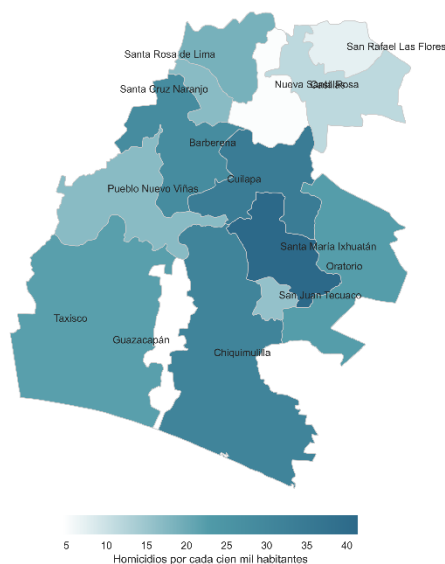 San Rafael Las Flores
Santa Rosa de Lima
Nueva Santa Rosa
Casillas
Santa Cruz Naranjo
Barberena
Cuilapa
Pueblo Nuevo Viñas
Santa María Ixhuatán
Oratorio
San Juan Tecuaco
Taxisco
Guazacapán
Chiquimulilla
5 10 15 20 25 30 35 40
Homicidios por cada cien mil habitantes